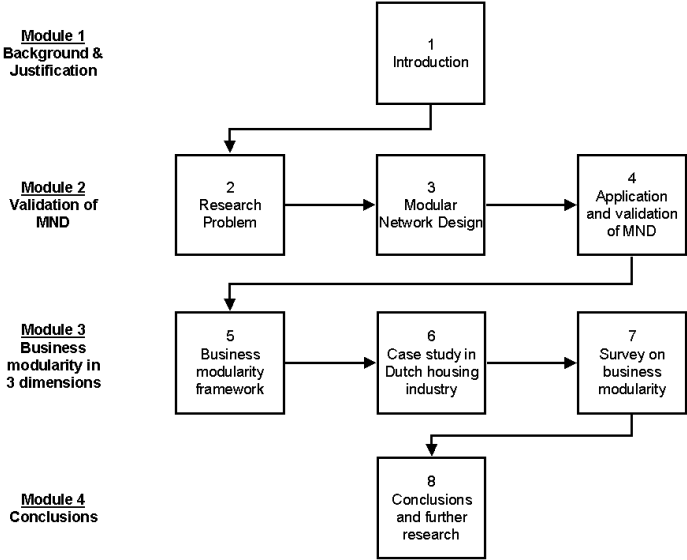 Module 1
Background &
Justification
1
Introduction
Module 2
Validation of
MND
2
Research
Problem
3
Modular
Network Design
4
Application
and validation
of MND
Module 3
Business
modularity in
3 dimensions
5
Business
modularity
framework
6
Case study in
Dutch housing
industry
7
Survey on
business
modularity
Module 4
Conclusions
8
Conclusions
and further
research